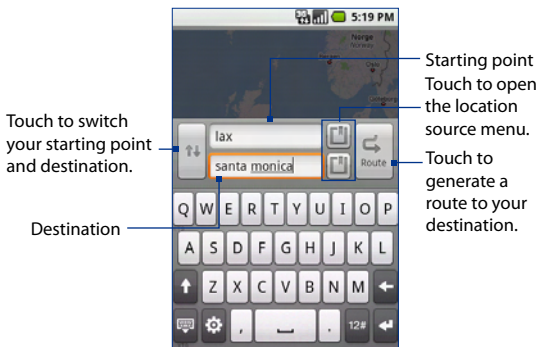 5:19 PM
Norge
Norway
Starting point
Touch to open
the location
source menu.
Touch to switch
your starting point
and destination.
lax
santa monica
Route
Touch to
generate a
route to your
destination.
Destination
Q W E R T Y U I O P
A S D F G H J K L
Z X C V B N M
, . 12#